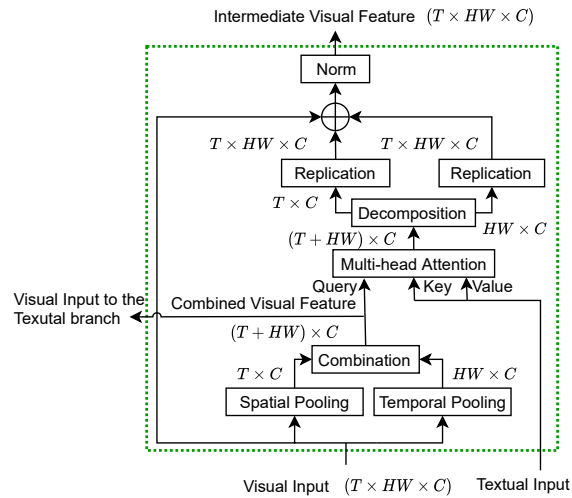 Intermediate Visual Feature (T × HW × C)
Norm
T × HW × C
T × HW × C
Replication
Replication
T × C
Decomposition
HW × C
(T + HW) × C
Multi-head Attention
Query
Key
Value
Visual Input to the
Texutal branch
Combined Visual Feature
(T + HW) × C
Combination
T × C
HW × C
Spatial Pooling
Temporal Pooling
Visual Input (T × HW × C)
Textual Input